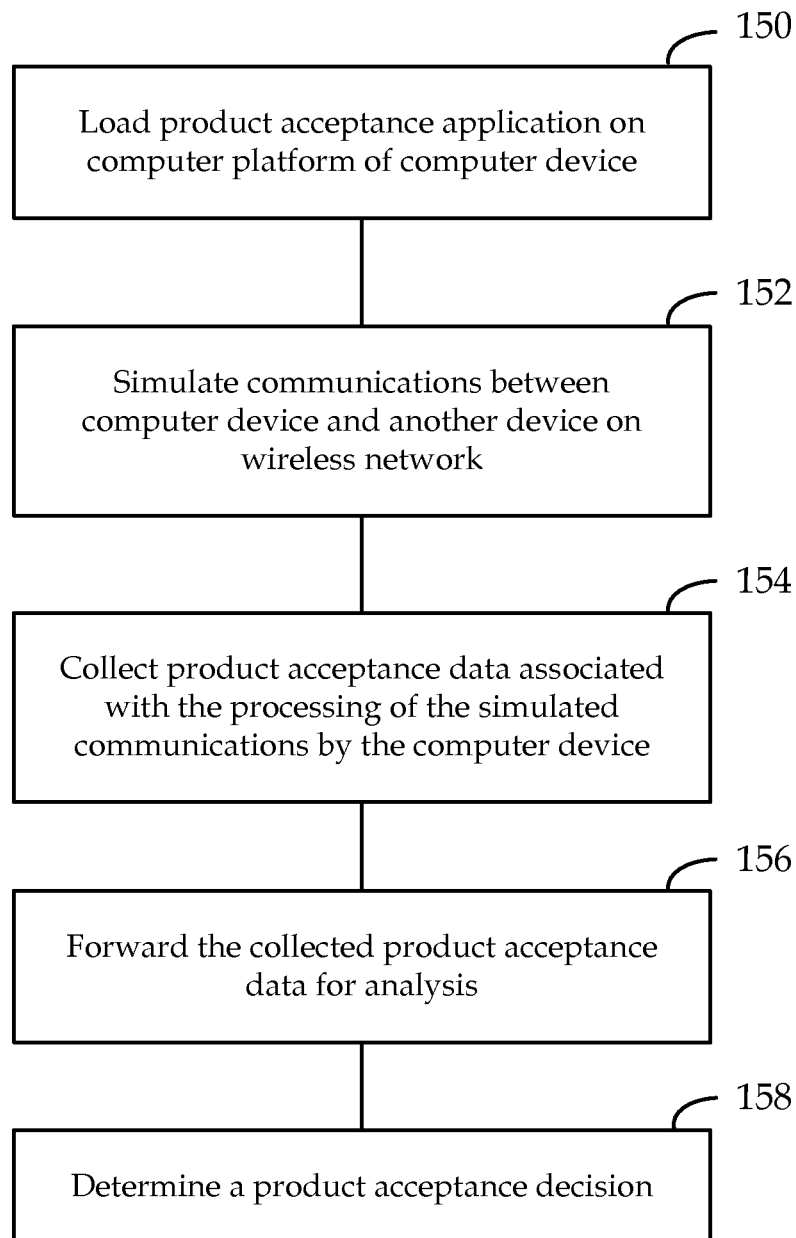 150
Load product acceptance application on
computer platform of computer device
152
Simulate communications between
computer device and another device on
wireless network
154
Collect product acceptance data associated
with the processing of the simulated
communications by the computer device
156
Forward the collected product acceptance
data for analysis
158
Determine a product acceptance decision